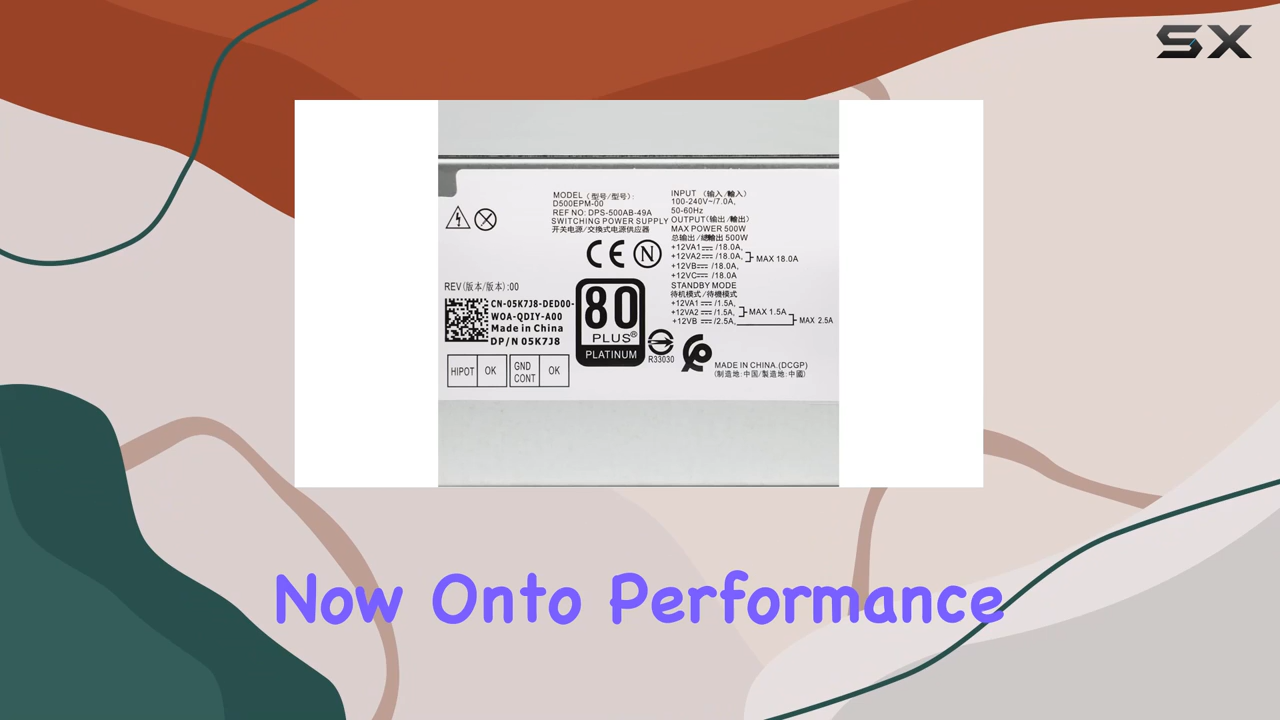 SX
MODEL (型号/型号):
D500EPM-00
REF NO: DPS-500AB-49A
SWITCHING POWER SUPPLY
开关电源/交換式电源供应器
INPUT (输入/輸入)
100-240V~/7.0A,
50-60Hz
OUTPUT(输出/輸出)
MAX POWER 500W
总输出/總輸出 500W
+12VA1⎓/18.0A,
+12VA2⎓/18.0A,
MAX 18.0A
+12VB⎓/18.0A,
+12VC⎓/18.0A
STANDBY MODE
待机模式/待機模式
+12VA1⎓/1.5A,
+12VA2⎓/1.5A,
MAX 1.5A
+12VB⎓/2.5A,
MAX 2.5A
CE N
REV(版本/版本):00
CN-05K7J8-DED00-
WOA-QDIY-A00
Made in China
DP/N 05K7J8
80
PLUS®
PLATINUM
R33030
HIPOT OK
GND CONT OK
MADE IN CHINA.(DCGP)
(制造地:中国/製造地:中國)
Now Onto Performance